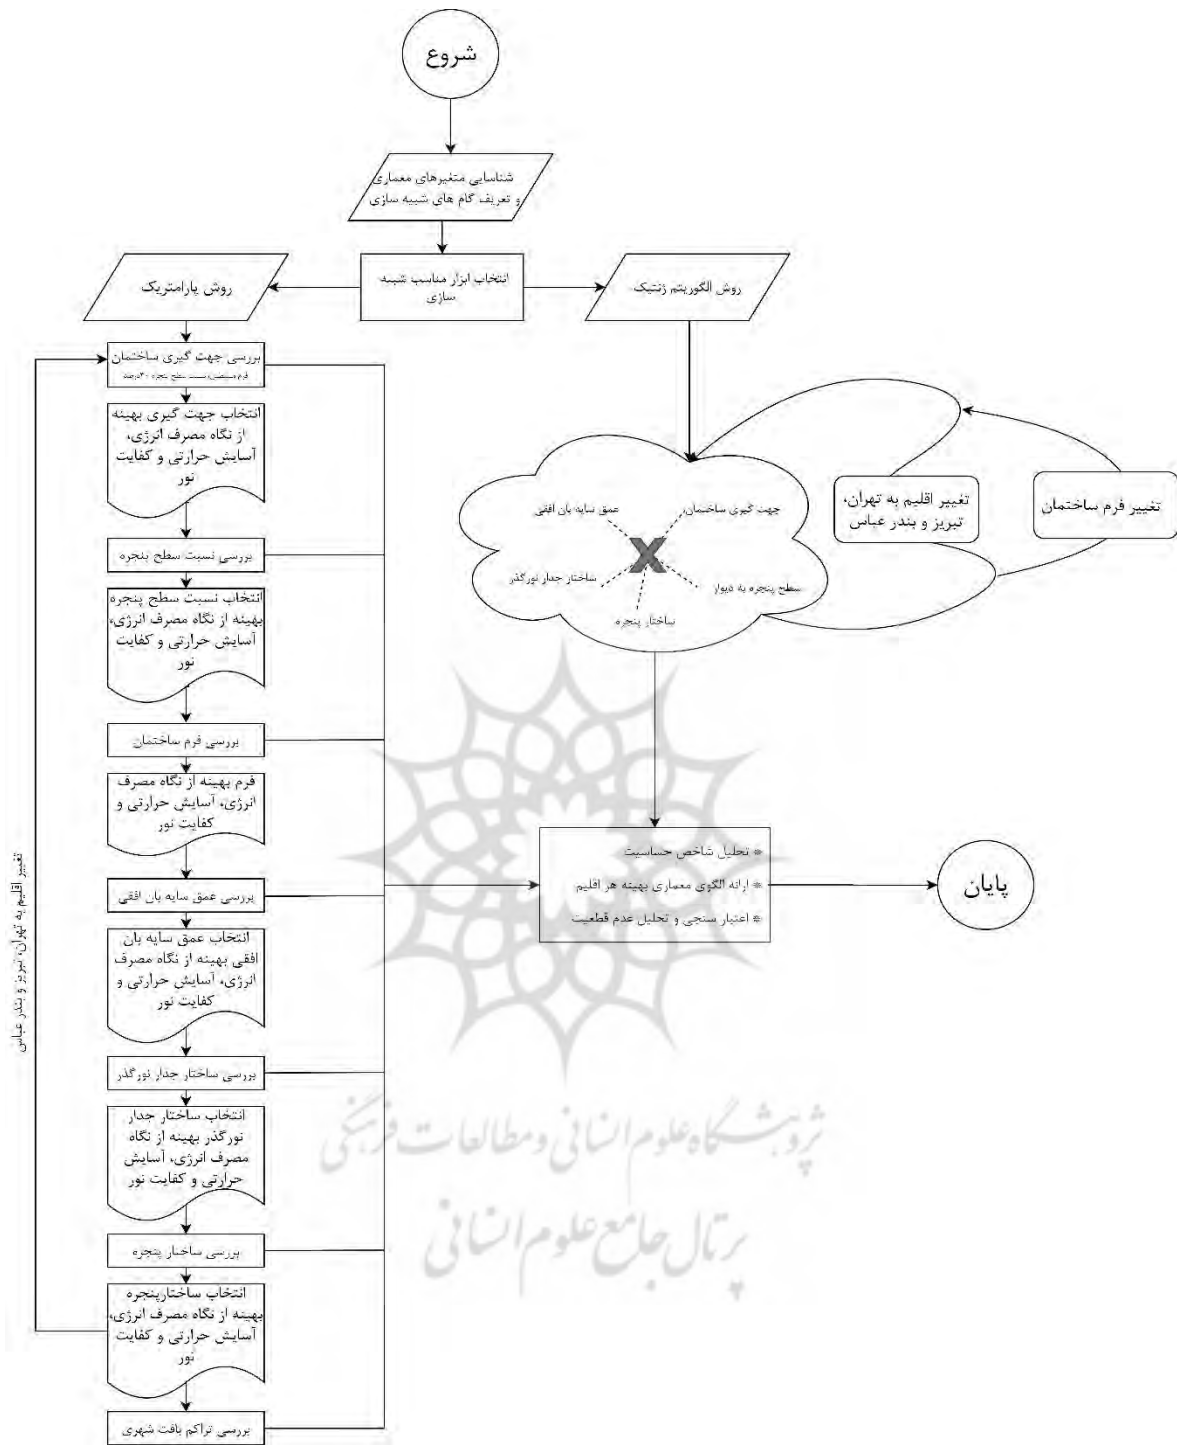 شروع
شناسایی متغیرهای معماری
و تعریف گام های شبیه سازی
انتخاب ابزار مناسب شبیه
سازی
روش الگوریتم ژنتیک
روش پارامتریک
بررسی جهت گیری ساختمان
فرم مستطیل، نسبت سطح پنجره ۳۰درصد
انتخاب جهت گیری بهینه
از نگاه مصرف انرژی،
آسایش حرارتی و کفایت
نور
بررسی نسبت سطح پنجره
انتخاب نسبت سطح پنجره
بهینه از نگاه مصرف انرژی،
آسایش حرارتی و کفایت
نور
بررسی فرم ساختمان
فرم بهینه از نگاه مصرف
انرژی، آسایش حرارتی و
کفایت نور
بررسی عمق سایه بان افقی
انتخاب عمق سایه بان
افقی بهینه از نگاه مصرف
انرژی، آسایش حرارتی و
کفایت نور
بررسی ساختار جدار نورگذر
انتخاب ساختار جدار
نورگذر بهینه از نگاه
مصرف انرژی، آسایش
حرارتی و کفایت نور
بررسی ساختار پنجره
انتخاب ساختارپنجره
بهینه از نگاه مصرف انرژی،
آسایش حرارتی و کفایت
نور
بررسی تراکم بافت شهری
تغییر اقلیم به تهران، تبریز و بندر عباس
جهت گیری ساختمان
عمق سایه بان افقی
X
ساختار جدار نورگذر
سطح پنجره به دیوار
ساختار پنجره
تغییر اقلیم به تهران،
تبریز و بندر عباس
تغییر فرم ساختمان
* تحلیل شاخص حساسیت
* ارائه الگوی معماری بهینه هر اقلیم
* اعتبار سنجی و تحلیل عدم قطعیت
پایان
پژوهشگاه علوم انسانی و مطالعات فرهنگی
پرتال جامع علوم انسانی